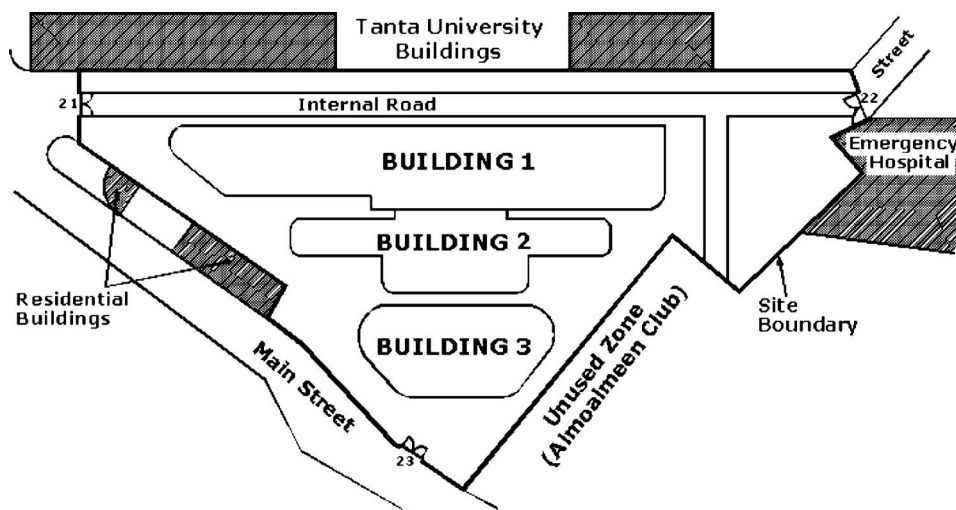 Tanta University
Buildings
Street
21
Internal Road
22
BUILDING 1
Emergency
Hospital
BUILDING 2
Residential
Buildings
Site
Boundary
BUILDING 3
Main Street
Unused Zone
(Almoalmeen Club)
23